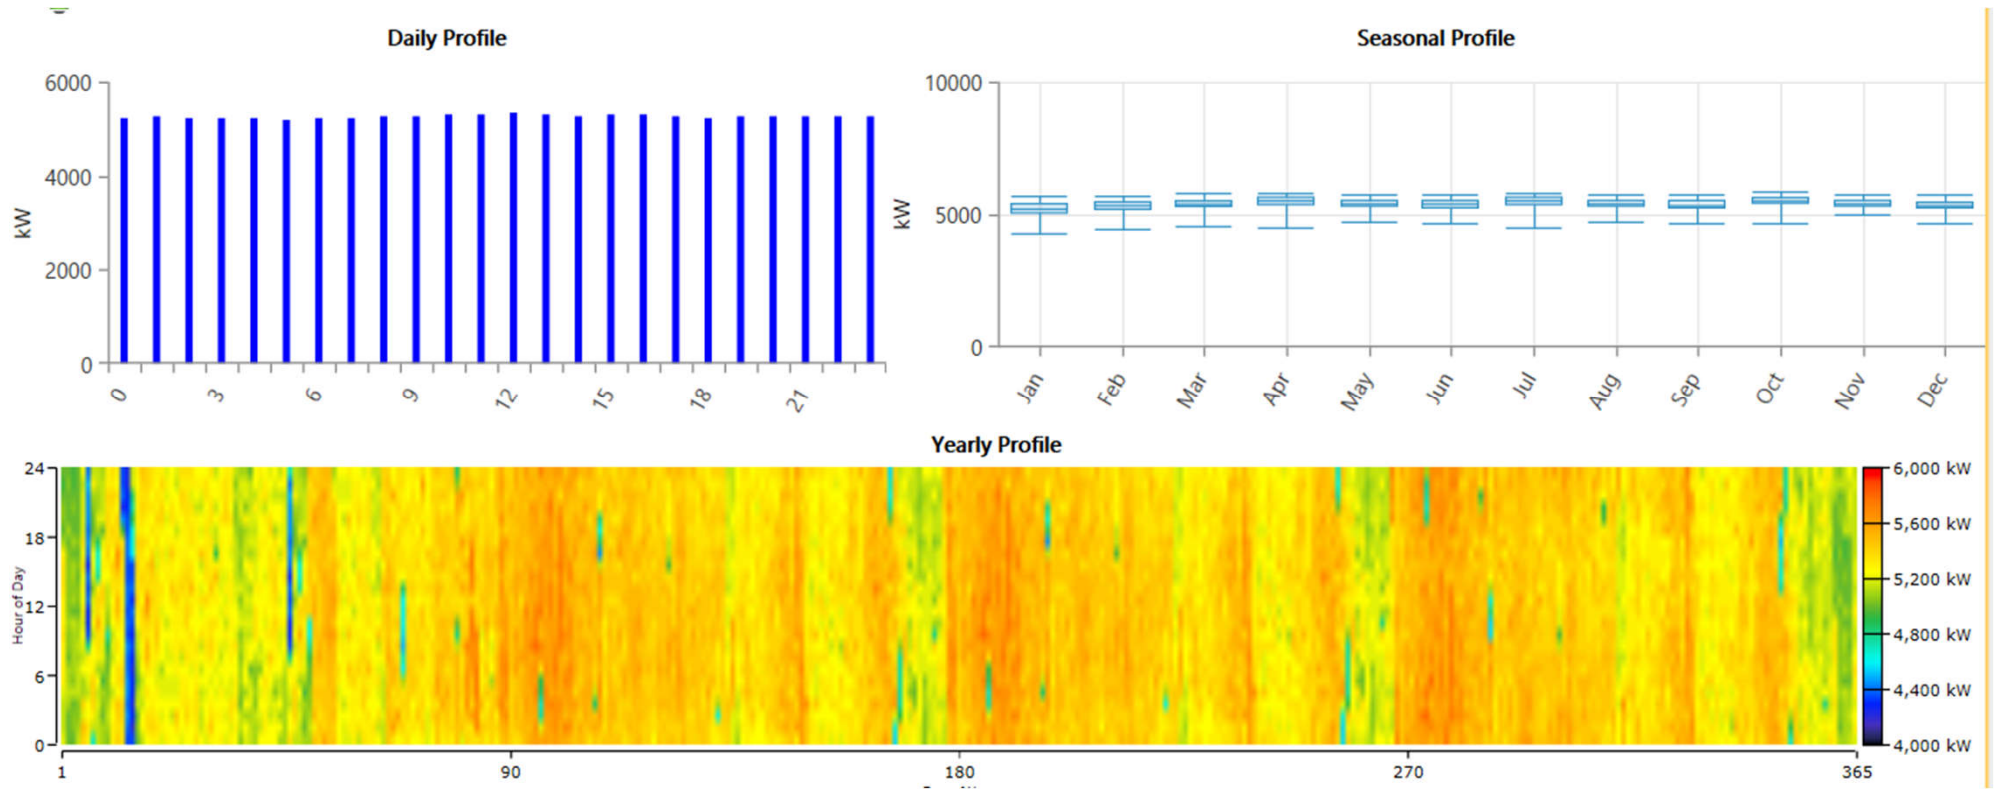 Daily Profile
6000
4000
2000
0
kW
0 3 6 9 12 15 18 21
Seasonal Profile
10000
5000
0
kW
Jan Feb Mar Apr May Jun Jul Aug Sep Oct Nov Dec
Yearly Profile
24
18
12
6
0
Hour of Day
1 90 180 270 365
6,000 kW
5,600 kW
5,200 kW
4,800 kW
4,400 kW
4,000 kW